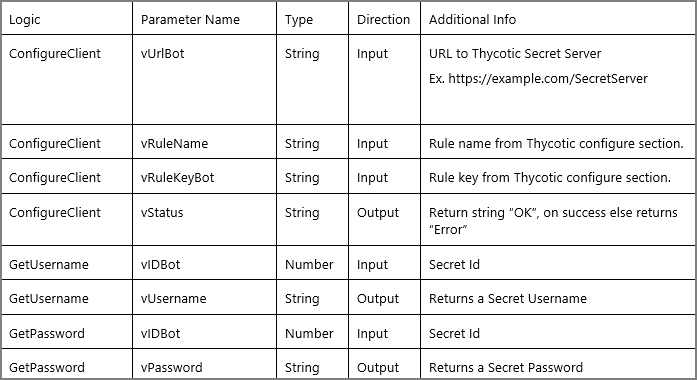 Logic Parameter Name Type Direction Additional Info
ConfigureClient vUrlBot String Input URL to Thycotic Secret Server
Ex. https://example.com/SecretServer
ConfigureClient vRuleName String Input Rule name from Thycotic configure section.
ConfigureClient vRuleKeyBot String Input Rule key from Thycotic configure section.
ConfigureClient vStatus String Output Return string “OK”, on success else returns
“Error”
GetUsername vIDBot Number Input Secret Id
GetUsername vUsername String Output Returns a Secret Username
GetPassword vIDBot Number Input Secret Id
GetPassword vPassword String Output Returns a Secret Password